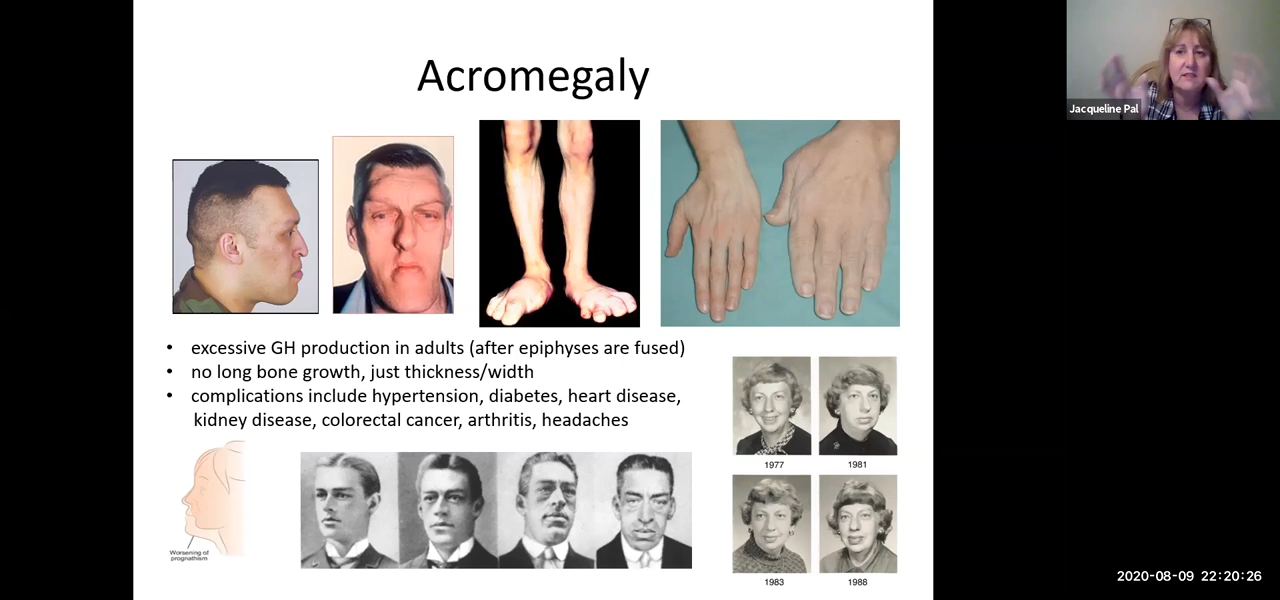 Acromegaly
Jacqueline Pal
• excessive GH production in adults (after epiphyses are fused)
• no long bone growth, just thickness/width
• complications include hypertension, diabetes, heart disease,
kidney disease, colorectal cancer, arthritis, headaches
1977
1981
Worsening of
prognathism
1983
1988
2020-08-09 22:20:26